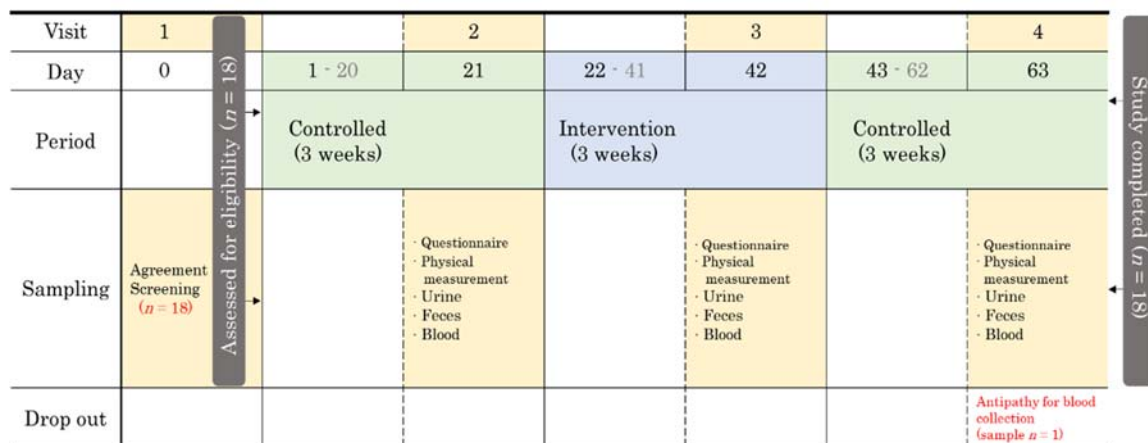 Visit 1 2 3 4
Day 0 1 - 20 21 22 - 41 42 43 - 62 63
Period
Controlled
(3 weeks)
Intervention
(3 weeks)
Controlled
(3 weeks)
Sampling
Agreement
Screening
(n = 18)
Assessed for eligibility (n = 18)
· Questionnaire
· Physical
measurement
· Urine
· Feces
· Blood
· Questionnaire
· Physical
measurement
· Urine
· Feces
· Blood
· Questionnaire
· Physical
measurement
· Urine
· Feces
· Blood
Study completed (n = 18)
Drop out
Antipathy for blood
collection
(sample n = 1)